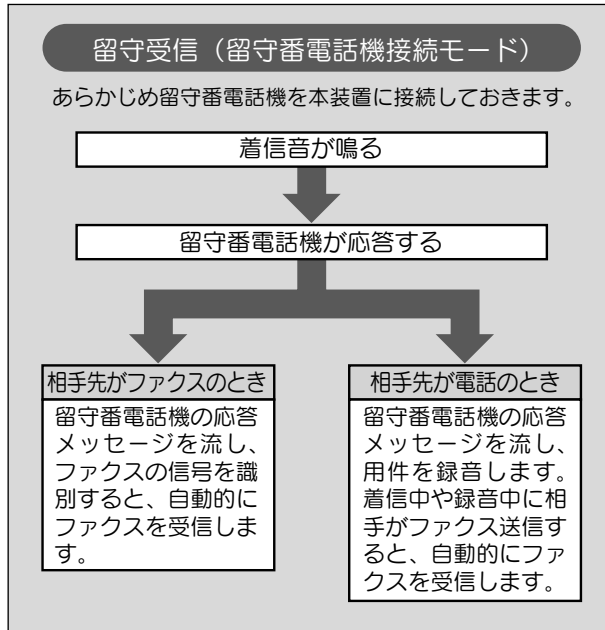 留守受信（留守番電話機接続モード）
あらかじめ留守番電話機を本装置に接続しておきます。
着信音が鳴る
留守番電話機が応答する
相手先がファクスのとき
留守番電話機の応答
メッセージを流し、
ファクスの信号を識
別すると、自動的に
ファクスを受信しま
す。
相手先が電話のとき
留守番電話機の応答
メッセージを流し、
用件を録音します。
着信中や録音中に相
手がファクス送信す
ると、自動的にファ
クスを受信します。